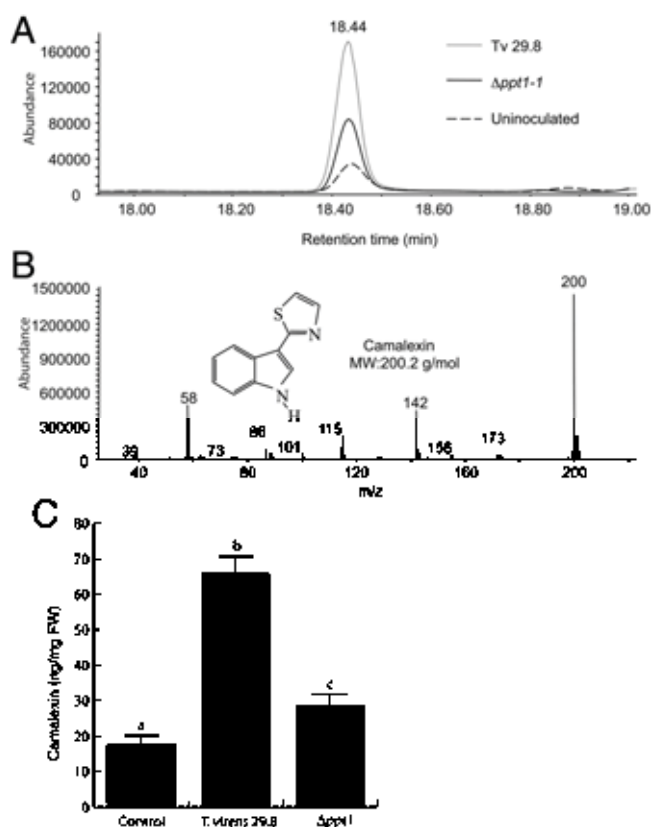 A
18.44
160000
120000
80000
40000
0
Abundance
Tv 29.8
Δppt1-1
Uninoculated
18.00 18.20 18.40 18.60 18.80 19.00
Retention time (min)
B
1500000
1200000
900000
600000
300000
0
Abundance
S
N
N
H
Camalexin
MW:200.2 g/mol
200
58
142
39 73 86 101 115 156 173
40 80 120 160 200
m/z
C
80
70
60
50
40
30
20
10
0
Camalexin (ng/mg FW)
a
b
c
Control T. virens 29.8 Δppt1